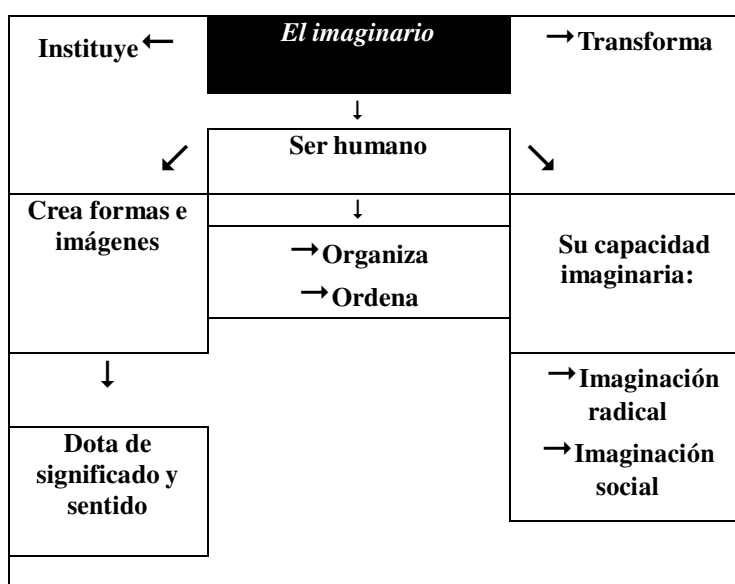 Instituye ←
El imaginario
→ Transforma
↓
↙
Ser humano
↘
Crea formas e
imágenes
↓
→ Organiza
→ Ordena
Su capacidad
imaginaria:
↓
→ Imaginación
radical
→ Imaginación
social
Dota de
significado y
sentido